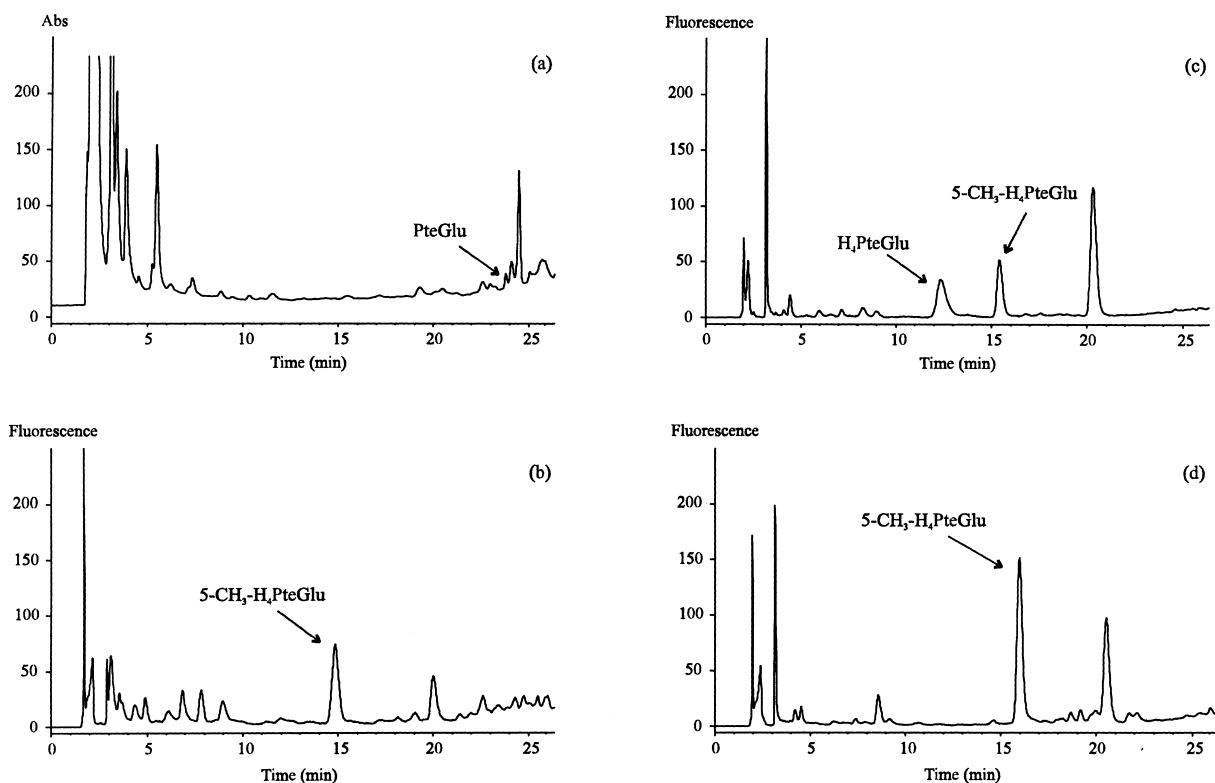 Abs
(a)
200
150
100
50
0
PteGlu
0 5 10 15 20 25
Time (min)
Fluorescence
(c)
200
150
100
50
0
5-CH₃-H₄PteGlu
H₄PteGlu
0 5 10 15 20 25
Time (min)
Fluorescence
(b)
200
150
100
50
0
5-CH₃-H₄PteGlu
0 5 10 15 20 25
Time (min)
Fluorescence
(d)
200
150
100
50
0
5-CH₃-H₄PteGlu
0 5 10 15 20 25
Time (min)